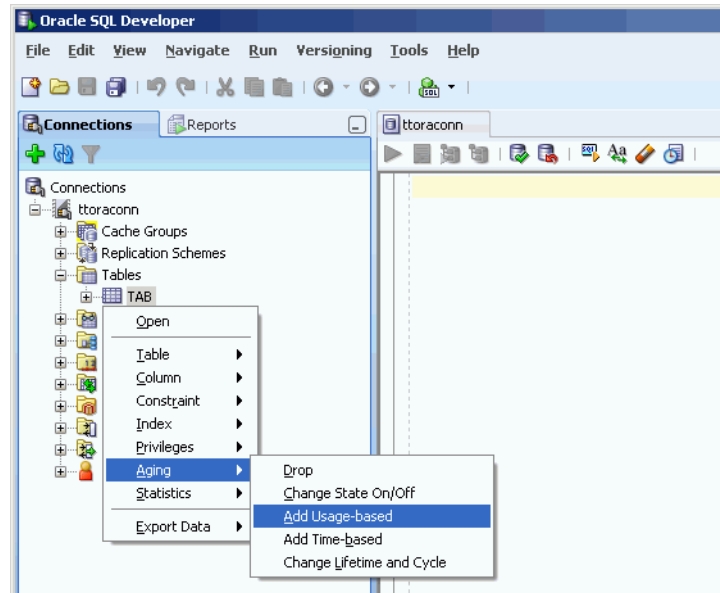 Oracle SQL Developer
File Edit View Navigate Run Versioning Tools Help
Connections Reports
ttoraconn
Connections
ttoraconn
Cache Groups
Replication Schemes
Tables
TAB
Open
Table
Column
Constraint
Index
Privileges
Aging
Statistics
Export Data
Drop
Change State On/Off
Add Usage-based
Add Time-based
Change Lifetime and Cycle